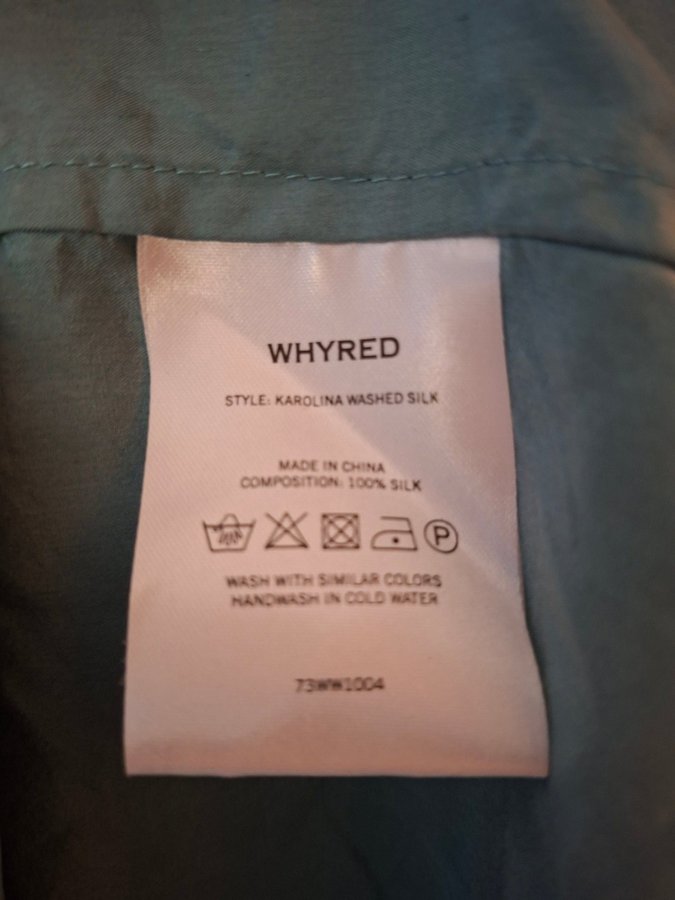 WHYRED
STYLE: KAROLINA WASHED SILK
MADE IN CHINA
COMPOSITION: 100% SILK
P
WASH WITH SIMILAR COLORS
HANDWASH IN COLD WATER
73WW1004